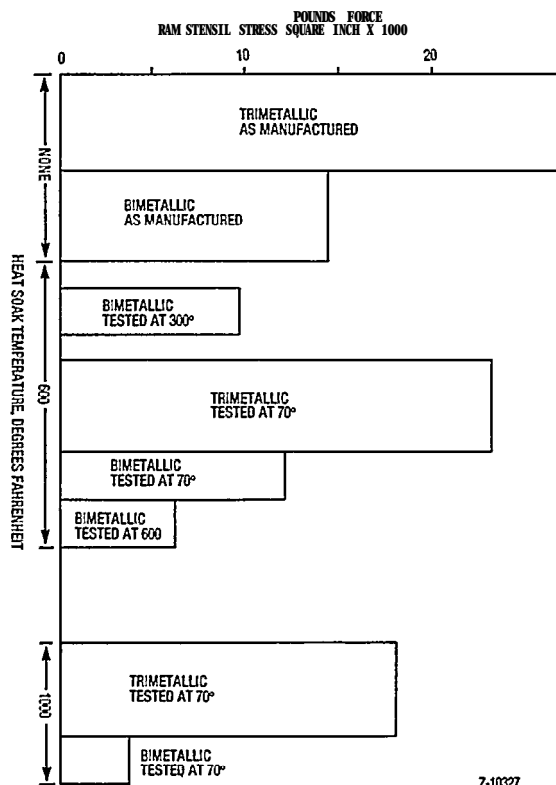 POUNDS FORCE
RAM STENSIL STRESS SQUARE INCH X 1000
0 10 20
TRIMETALLIC
AS MANUFACTURED
NONE
BIMETALLIC
AS MANUFACTURED
HEAT SOAK TEMPERATURE, DEGREES FAHRENHEIT
BIMETALLIC
TESTED AT 300°
600
TRIMETALLIC
TESTED AT 70°
BIMETALLIC
TESTED AT 70°
BIMETALLIC
TESTED AT 600
1000
TRIMETALLIC
TESTED AT 70°
BIMETALLIC
TESTED AT 70°
7-10327